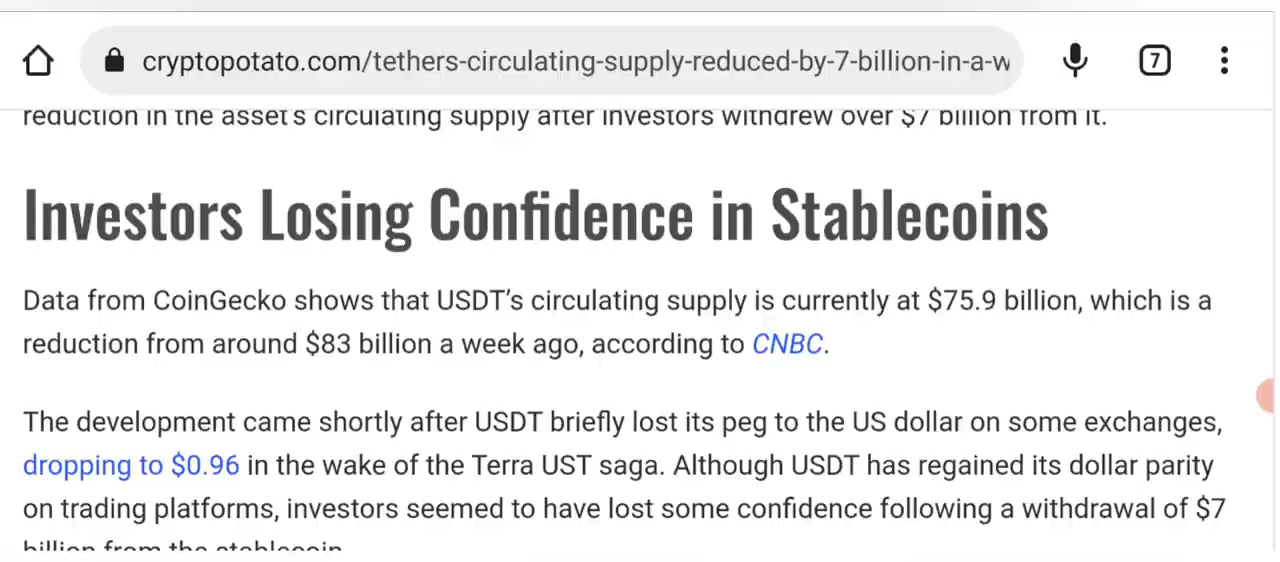 cryptopotato.com/tethers-circulating-supply-reduced-by-7-billion-in-a-w
7
reduction in the asset's circulating supply after investors withdrew over $7 billion from it.
Investors Losing Confidence in Stablecoins
Data from CoinGecko shows that USDT's circulating supply is currently at $75.9 billion, which is a
reduction from around $83 billion a week ago, according to CNBC.
The development came shortly after USDT briefly lost its peg to the US dollar on some exchanges,
dropping to $0.96 in the wake of the Terra UST saga. Although USDT has regained its dollar parity
on trading platforms, investors seemed to have lost some confidence following a withdrawal of $7
billion from the stablecoin.